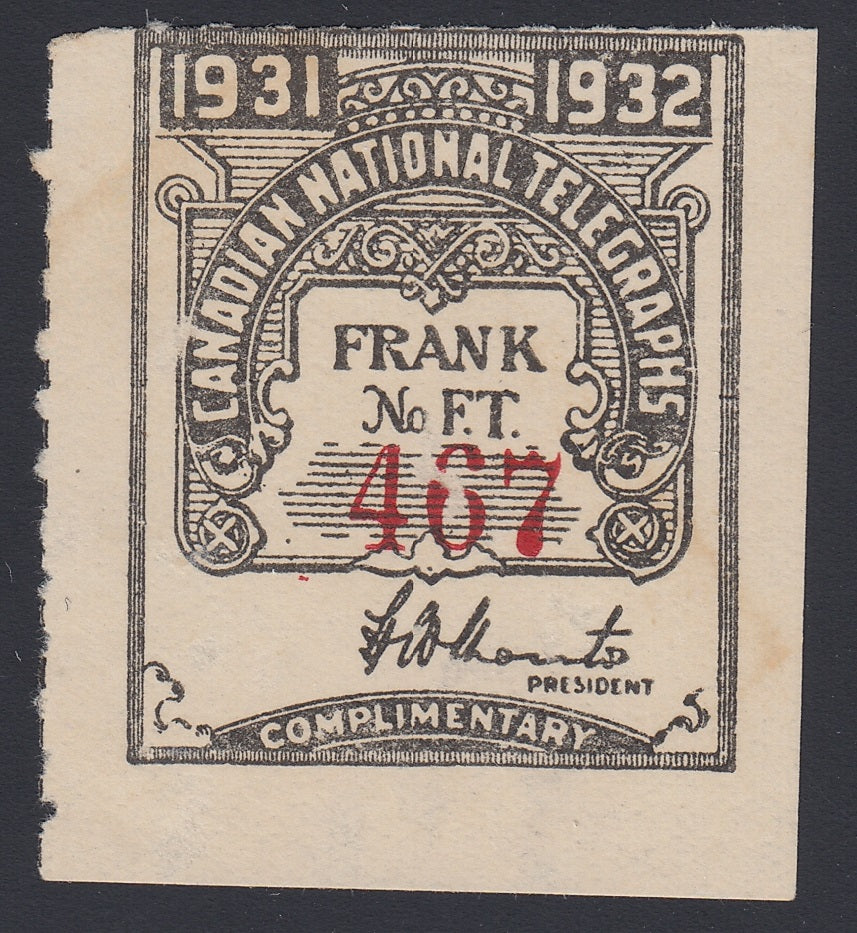 1931 1932
CANADIAN NATIONAL TELEGRAPHS
FRANK
No F.T.
467
PRESIDENT
COMPLIMENTARY